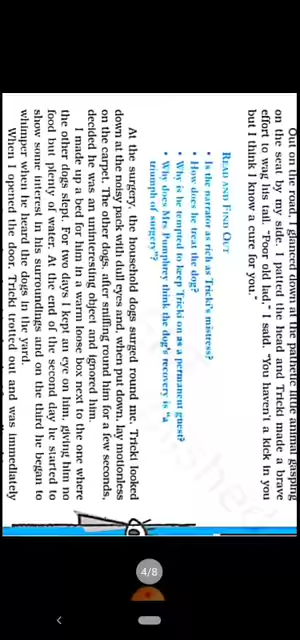 Out on the road, I glanced down at the pathetic little animal gasping
on the seat by my side. I patted the head and Tricki made a brave
effort to wag his tail. "Poor old lad," I said. "You haven't a kick in you
but I think I know a cure for you."
READ AND FIND OUT
• Is the narrator as rich as Tricki's mistress?
• How does he treat the dog?
• Why is he tempted to keep Tricki on as a permanent guest?
• Why does Mrs Pumphrey think the dog's recovery is "a
triumph of surgery"?
At the surgery, the household dogs surged round me. Tricki looked
down at the noisy pack with dull eyes and, when put down, lay motionless
on the carpet. The other dogs, after sniffing round him for a few seconds,
decided he was an uninteresting object and ignored him.
I made up a bed for him in a warm loose box next to the one where
the other dogs slept. For two days I kept an eye on him, giving him no
food but plenty of water. At the end of the second day he started to
show some interest in his surroundings and on the third he began to
whimper when he heard the dogs in the yard.
When I opened the door, Tricki trotted out and was immediately
4/8